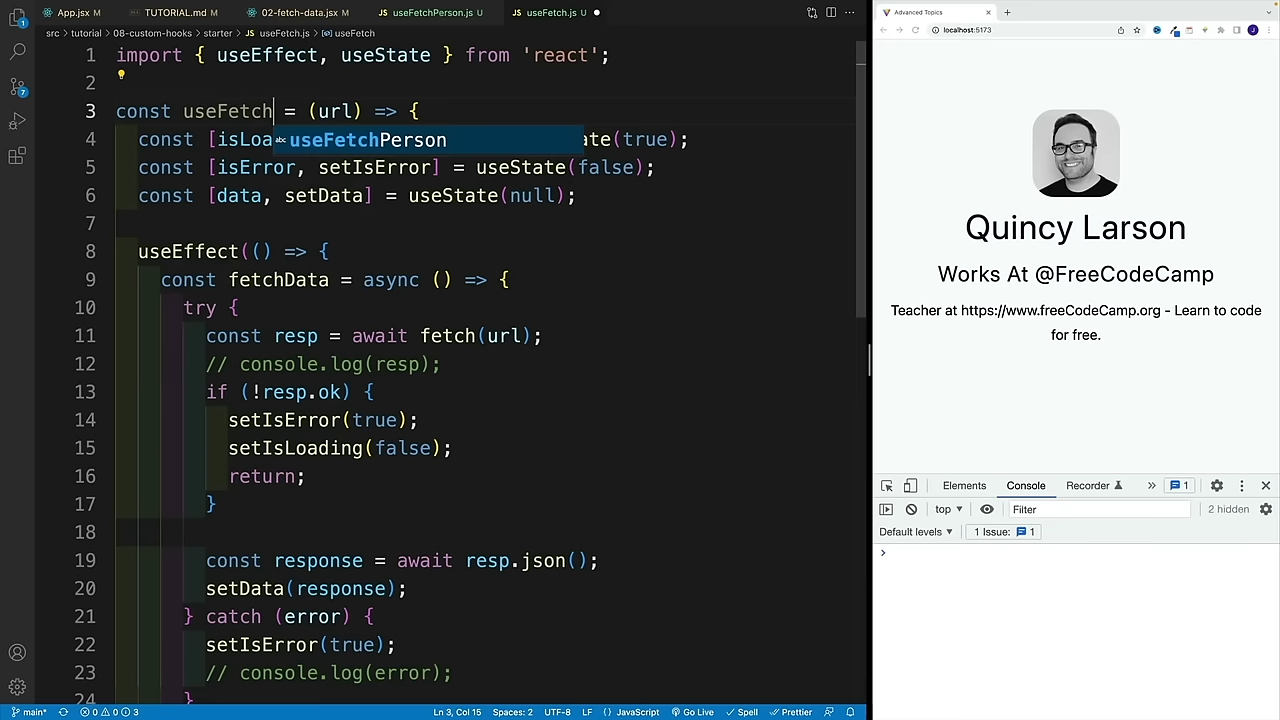 App.jsx M
TUTORIAL.md M
02-fetch-data.jsx M
useFetchPerson.js U
useFetch.js U
src > tutorial > 08-custom-h
useFetch
1 import { useEffect, useState } from 'react';
2
3 const useFetch = (url) => {
4 const [isLoa
ate(true);
abc useFetchPerson
5 const [isError, setIsError] = useState(false);
6 const [data, setData] = useState(null);
7
8 useEffect(() => {
9 const fetchData = async () => {
10 try {
11 const resp = await fetch(url);
12 // console.log(resp);
13 if (!resp.ok) {
14 setIsError(true);
15 setIsLoading(false);
16 return;
17 }
18
19 const response = await resp.json();
20 setData(response);
21 } catch (error) {
22 setIsError(true);
23 // console.log(error);
24 }
main* 0 0 3 Ln 3, Col 15 Spaces: 2 UTF-8 LF {} JavaScript Go Live Spell Prettier
Advanced Topics
localhost:5173
J
Quincy Larson
Works At @FreeCodeCamp
Teacher at https://www.freeCodeCamp.org - Learn to code
for free.
Elements Console Recorder 1
top Filter 2 hidden
Default levels 1 Issue: 1